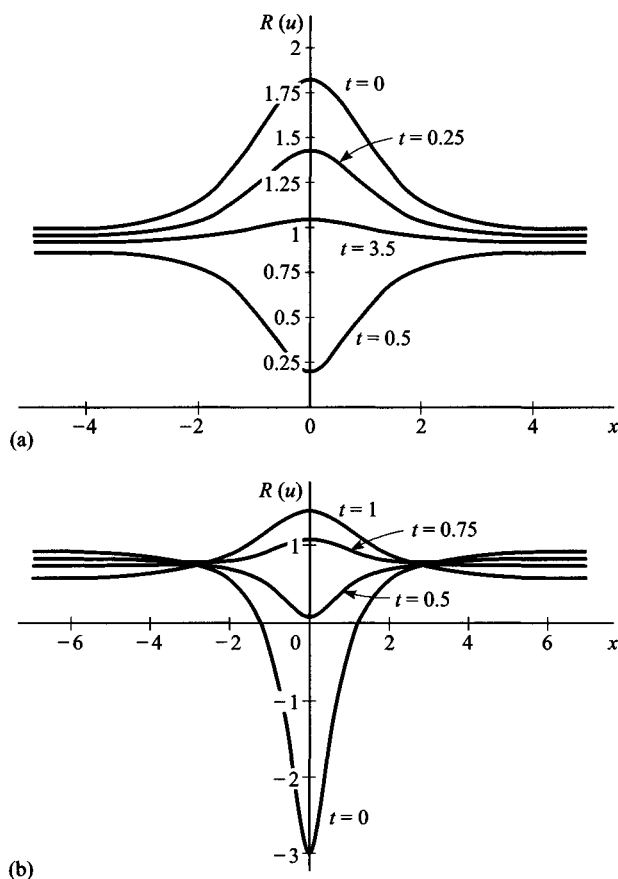 R (u)
2
1.75
1.5
1.25
1
0.75
0.5
0.25
t = 0
t = 0.25
t = 3.5
t = 0.5
−4 −2 0 2 4 x
(a)
R (u)
t = 1
1
t = 0.75
t = 0.5
−6 −4 −2 0 2 4 6 x
−1
−2
t = 0
−3
(b)